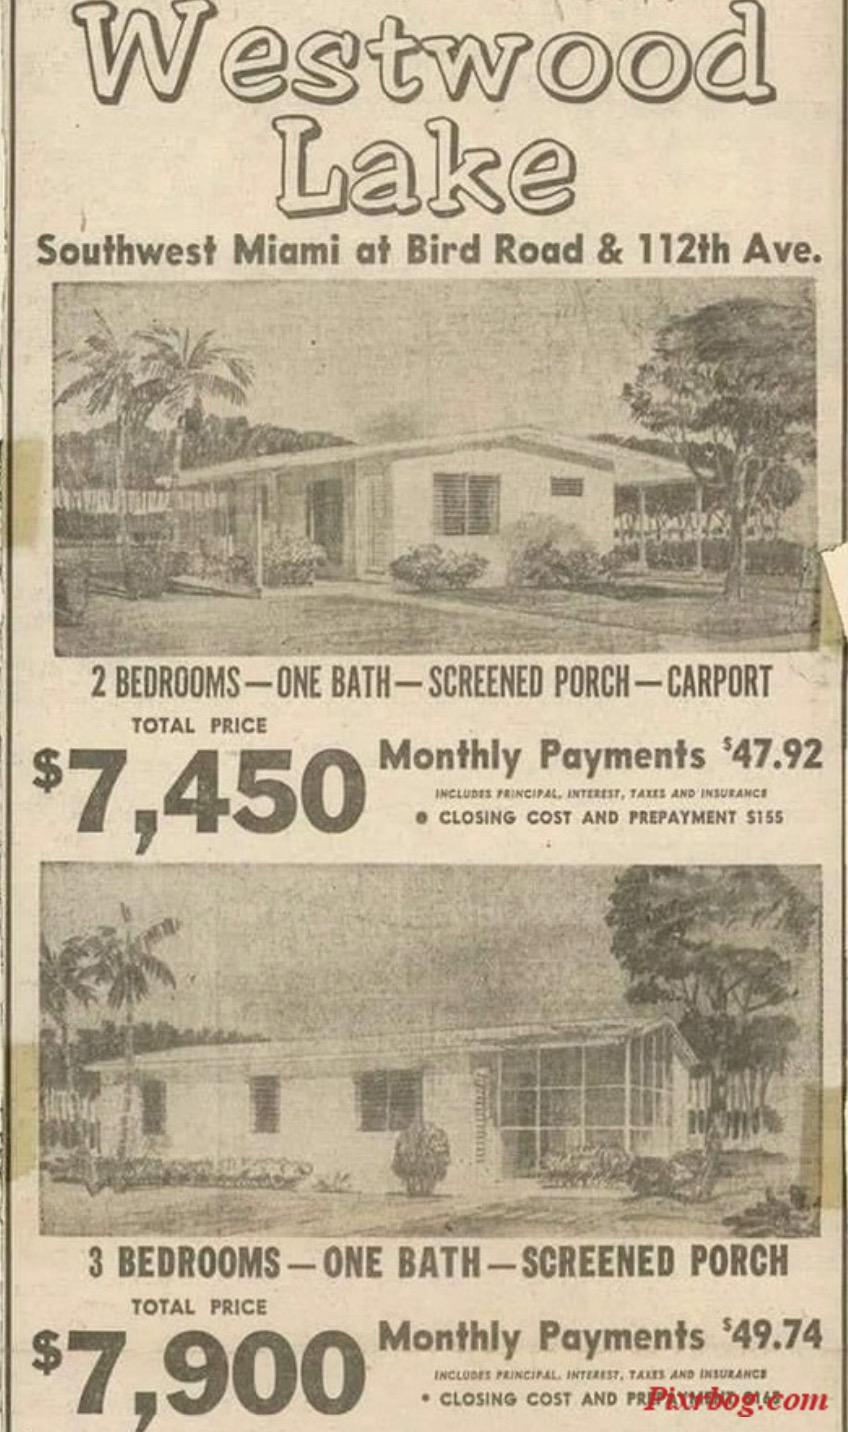 Westwood
Lake
Southwest Miami at Bird Road & 112th Ave.
2 BEDROOMS—ONE BATH—SCREENED PORCH—CARPORT
TOTAL PRICE
$7,450
Monthly Payments $47.92
INCLUDES PRINCIPAL, INTEREST, TAXES AND INSURANCE
• CLOSING COST AND PREPAYMENT $155
3 BEDROOMS—ONE BATH—SCREENED PORCH
TOTAL PRICE
$7,900
Monthly Payments $49.74
INCLUDES PRINCIPAL, INTEREST, TAXES AND INSURANCE
• CLOSING COST AND PREPAYMENT
Pixrbog.com